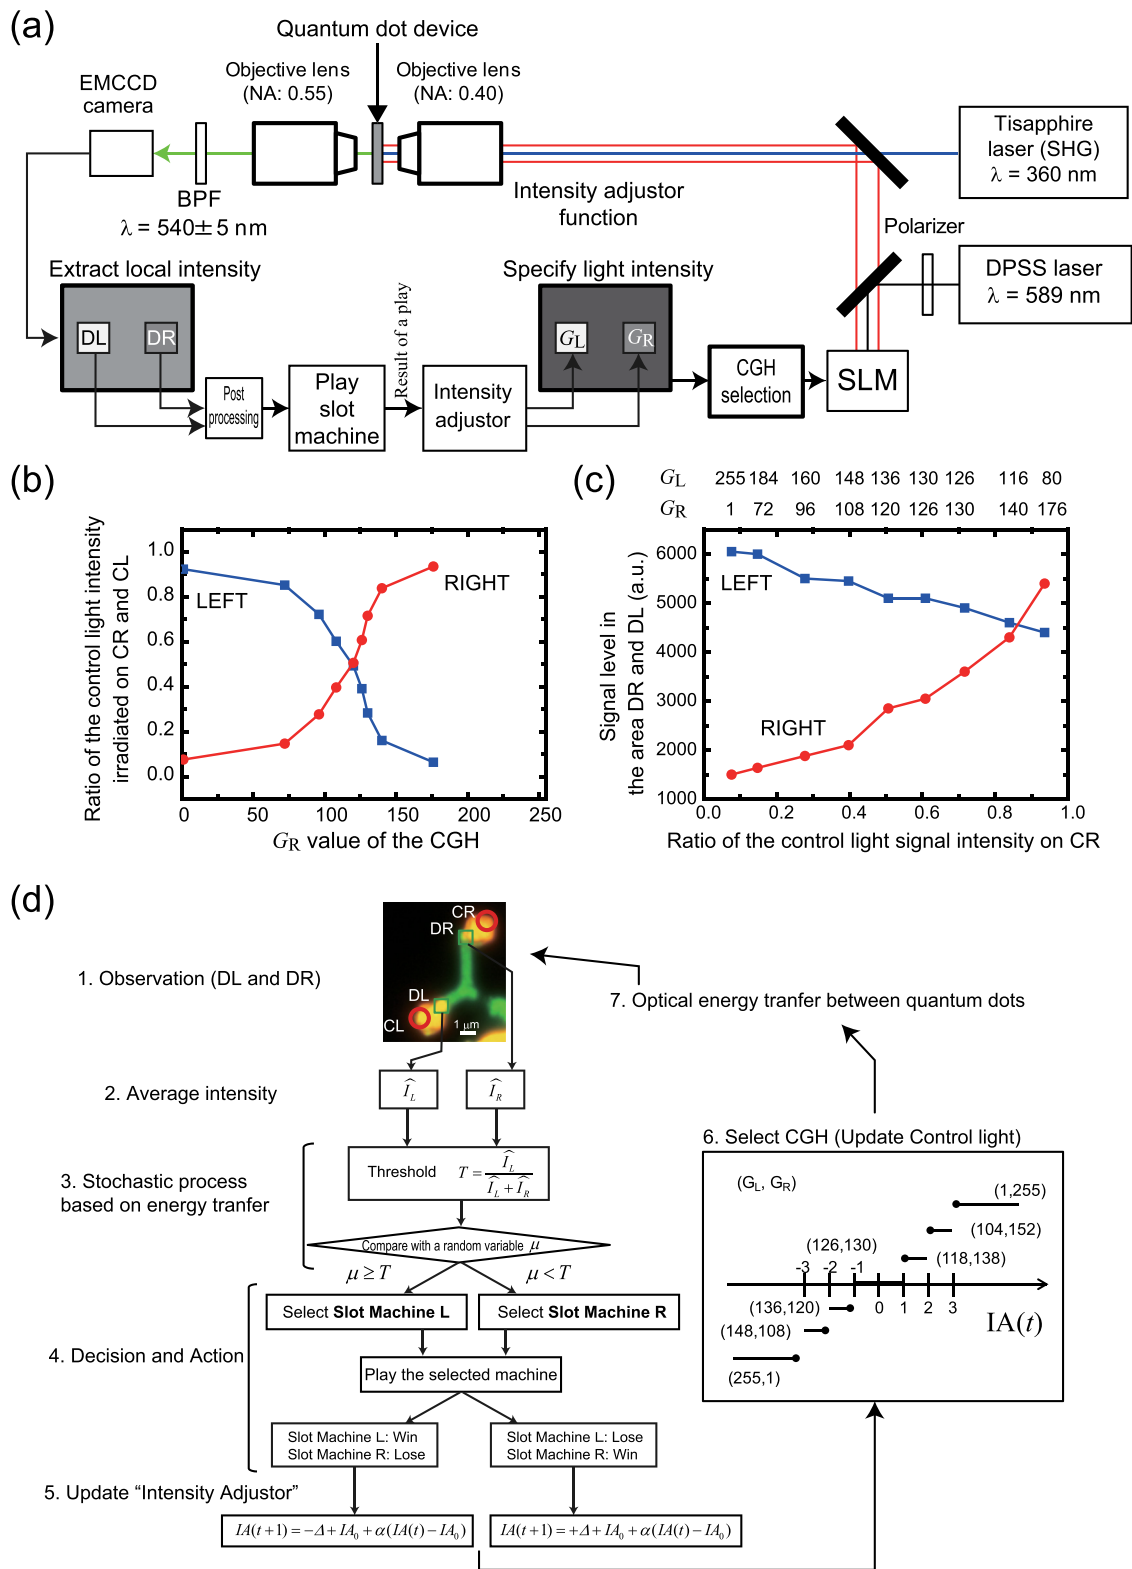 (a)
Quantum dot device
EMCCD
camera
Objective lens
(NA: 0.55)
Objective lens
(NA: 0.40)
Tisapphire
laser (SHG)
λ = 360 nm
BPF
λ = 540± 5 nm
Intensity adjustor
function
Polarizer
DPSS laser
λ = 589 nm
Extract local intensity
Specify light intensity
DL
DR
Result of a play
GL
GR
Post
processing
Play
slot
machine
Intensity
adjustor
CGH
selection
SLM
(b)
Ratio of the control light intensity
irradiated on CR and CL
1.0
0.8
0.6
0.4
0.2
0.0
LEFT
RIGHT
0 50 100 150 200 250
GR value of the CGH
(c)
GL 255 184 160 148 136 130 126 116 80
GR 1 72 96 108 120 126 130 140 176
Signal level in
the area DR and DL (a.u.)
6000
5000
4000
3000
2000
1000
LEFT
RIGHT
0.0 0.2 0.4 0.6 0.8 1.0
Ratio of the control light signal intensity on CR
(d)
CR
DR
DL
CL
1 μm
1. Observation (DL and DR)
7. Optical energy tranfer between quantum dots
2. Average intensity
$\widehat{I_L}$
$\widehat{I_R}$
3. Stochastic process
based on energy tranfer
Threshold $T = \frac{\widehat{I_L}}{\widehat{I_L} + \widehat{I_R}}$
Compare with a random variable μ
μ ≥ T
μ < T
4. Decision and Action
Select Slot Machine L
Select Slot Machine R
Play the selected machine
Slot Machine L: Win
Slot Machine R: Lose
Slot Machine L: Lose
Slot Machine R: Win
5. Update “Intensity Adjustor”
IA(t+1) = −Δ + IA₀ + α(IA(t) − IA₀)
IA(t+1) = +Δ + IA₀ + α(IA(t) − IA₀)
6. Select CGH (Update Control light)
(GL, GR)
(1,255)
(104,152)
(126,130)
(118,138)
-3 -2 -1
0 1 2 3
(136,120)
IA(t)
(148,108)
(255,1)